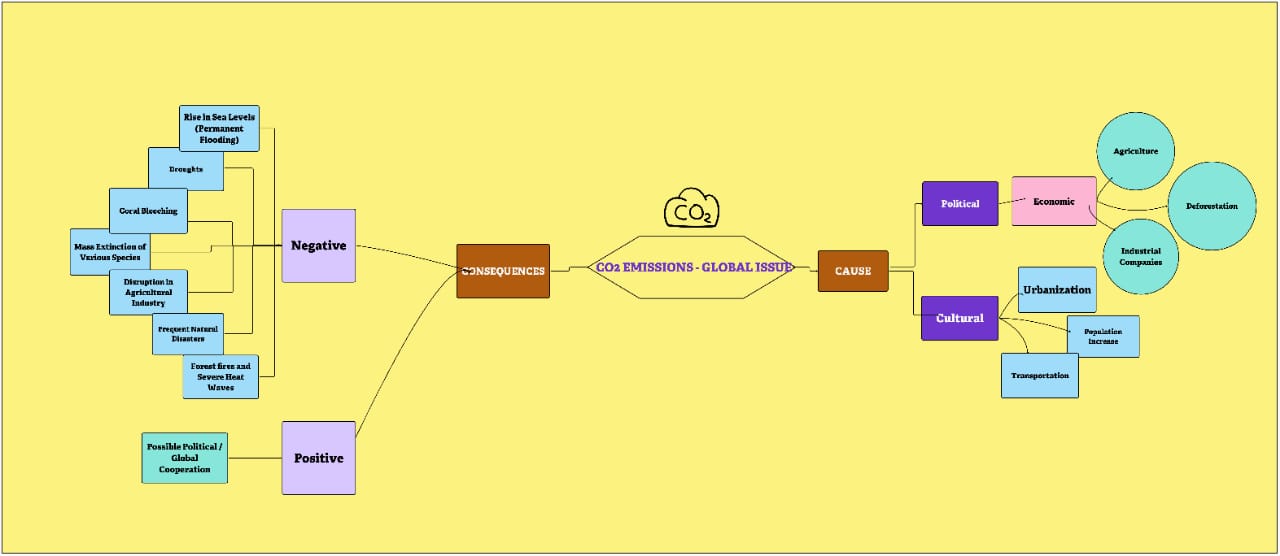 Rise in Sea Levels
(Permanent
Flooding)
Droughts
Coral Bleeching
Mass Extinction of
Various Species
Disruption in
Agricultural
Industry
Frequent Natural
Disasters
Forest fires and
Severe Heat
Waves
Negative
Possible Political /
Global
Cooperation
Positive
CONSEQUENCES
CO2
CO2 EMISSIONS - GLOBAL ISSUE
CAUSE
Political
Economic
Agriculture
Deforestation
Industrial
Companies
Cultural
Urbanization
Population
Increase
Transportation